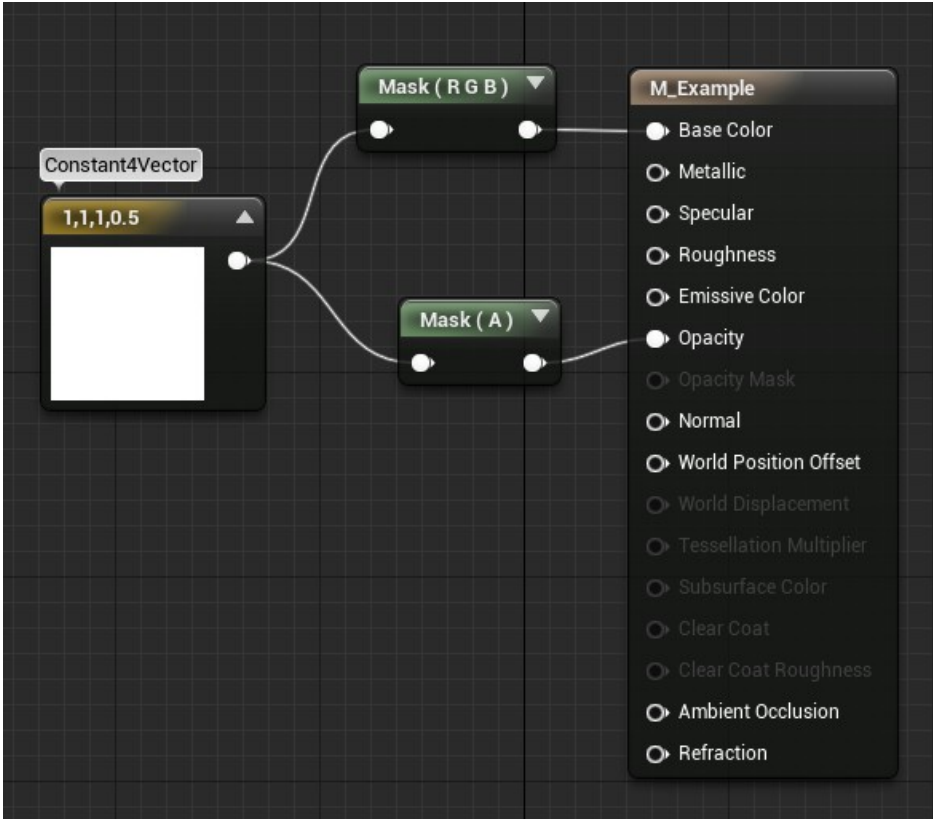 Constant4Vector
1,1,1,0.5
Mask ( R G B )
Mask ( A )
M_Example
Base Color
Metallic
Specular
Roughness
Emissive Color
Opacity
Opacity Mask
Normal
World Position Offset
World Displacement
Tessellation Multiplier
Subsurface Color
Clear Coat
Clear Coat Roughness
Ambient Occlusion
Refraction